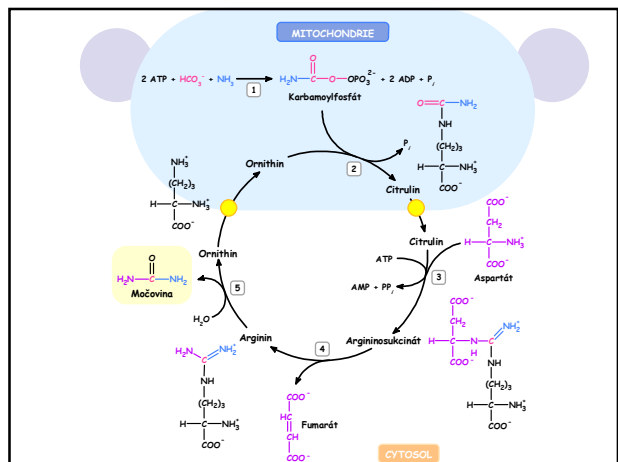 MITOCHONDRIE
2 ATP + HCO₃⁻ + NH₃
1
O
H₂N—C—O—OPO₃²⁻ + 2 ADP + Pᵢ
Karbamoylfosfát
O=C—NH₂
NH
(CH₂)₃
H—C—NH₃⁺
COO⁻
Pᵢ
2
Ornithin
Citrulin
NH₃⁺
(CH₂)₃
H—C—NH₃⁺
COO⁻
Ornithin
Citrulin
COO⁻
CH₂
H—C—NH₃⁺
COO⁻
Aspartát
ATP
3
AMP + PPᵢ
O
H₂N—C—NH₂
Močovina
5
H₂O
Arginin
4
Argininosukcinát
COO⁻
CH₂
H—C—N—C=NH₂⁺
H
COO⁻
NH
(CH₂)₃
H—C—NH₃⁺
COO⁻
H₂N—C=NH₂⁺
NH
(CH₂)₃
H—C—NH₃⁺
COO⁻
COO⁻
C—H
H—C
COO⁻
Fumarát
CYTOSOL